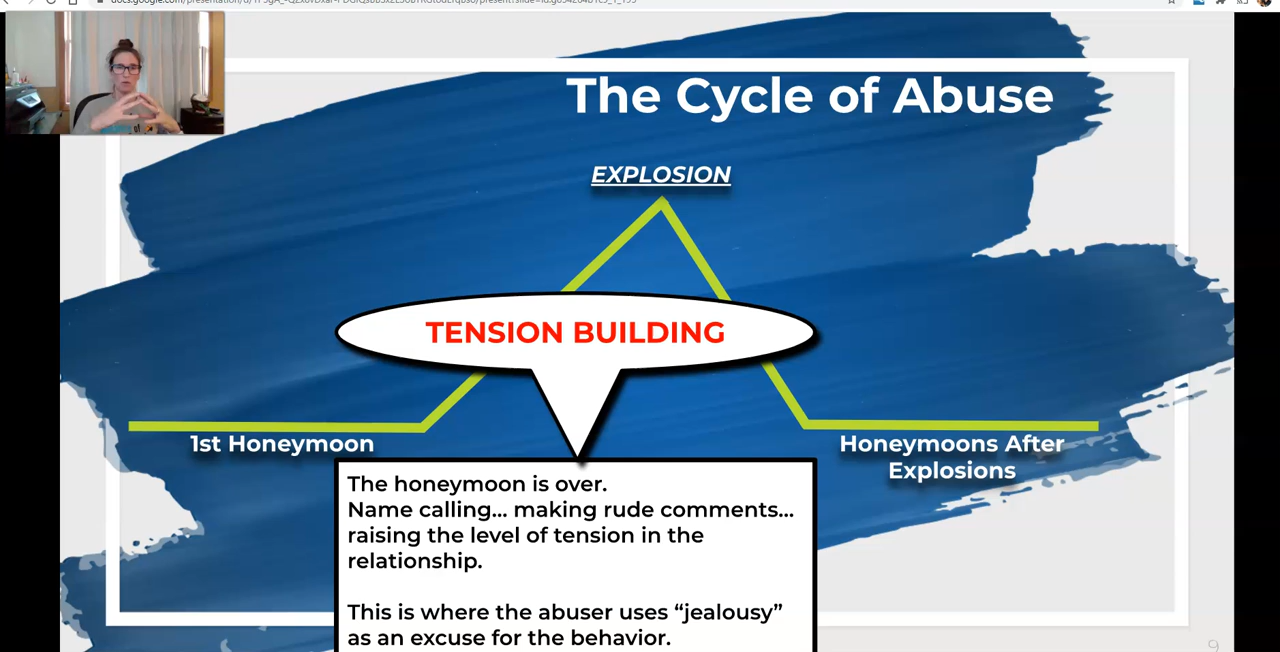 The Cycle of Abuse
EXPLOSION
TENSION BUILDING
1st Honeymoon
Honeymoons After
Explosions
The honeymoon is over.
Name calling... making rude comments...
raising the level of tension in the
relationship.
This is where the abuser uses “jealousy”
as an excuse for the behavior.
9